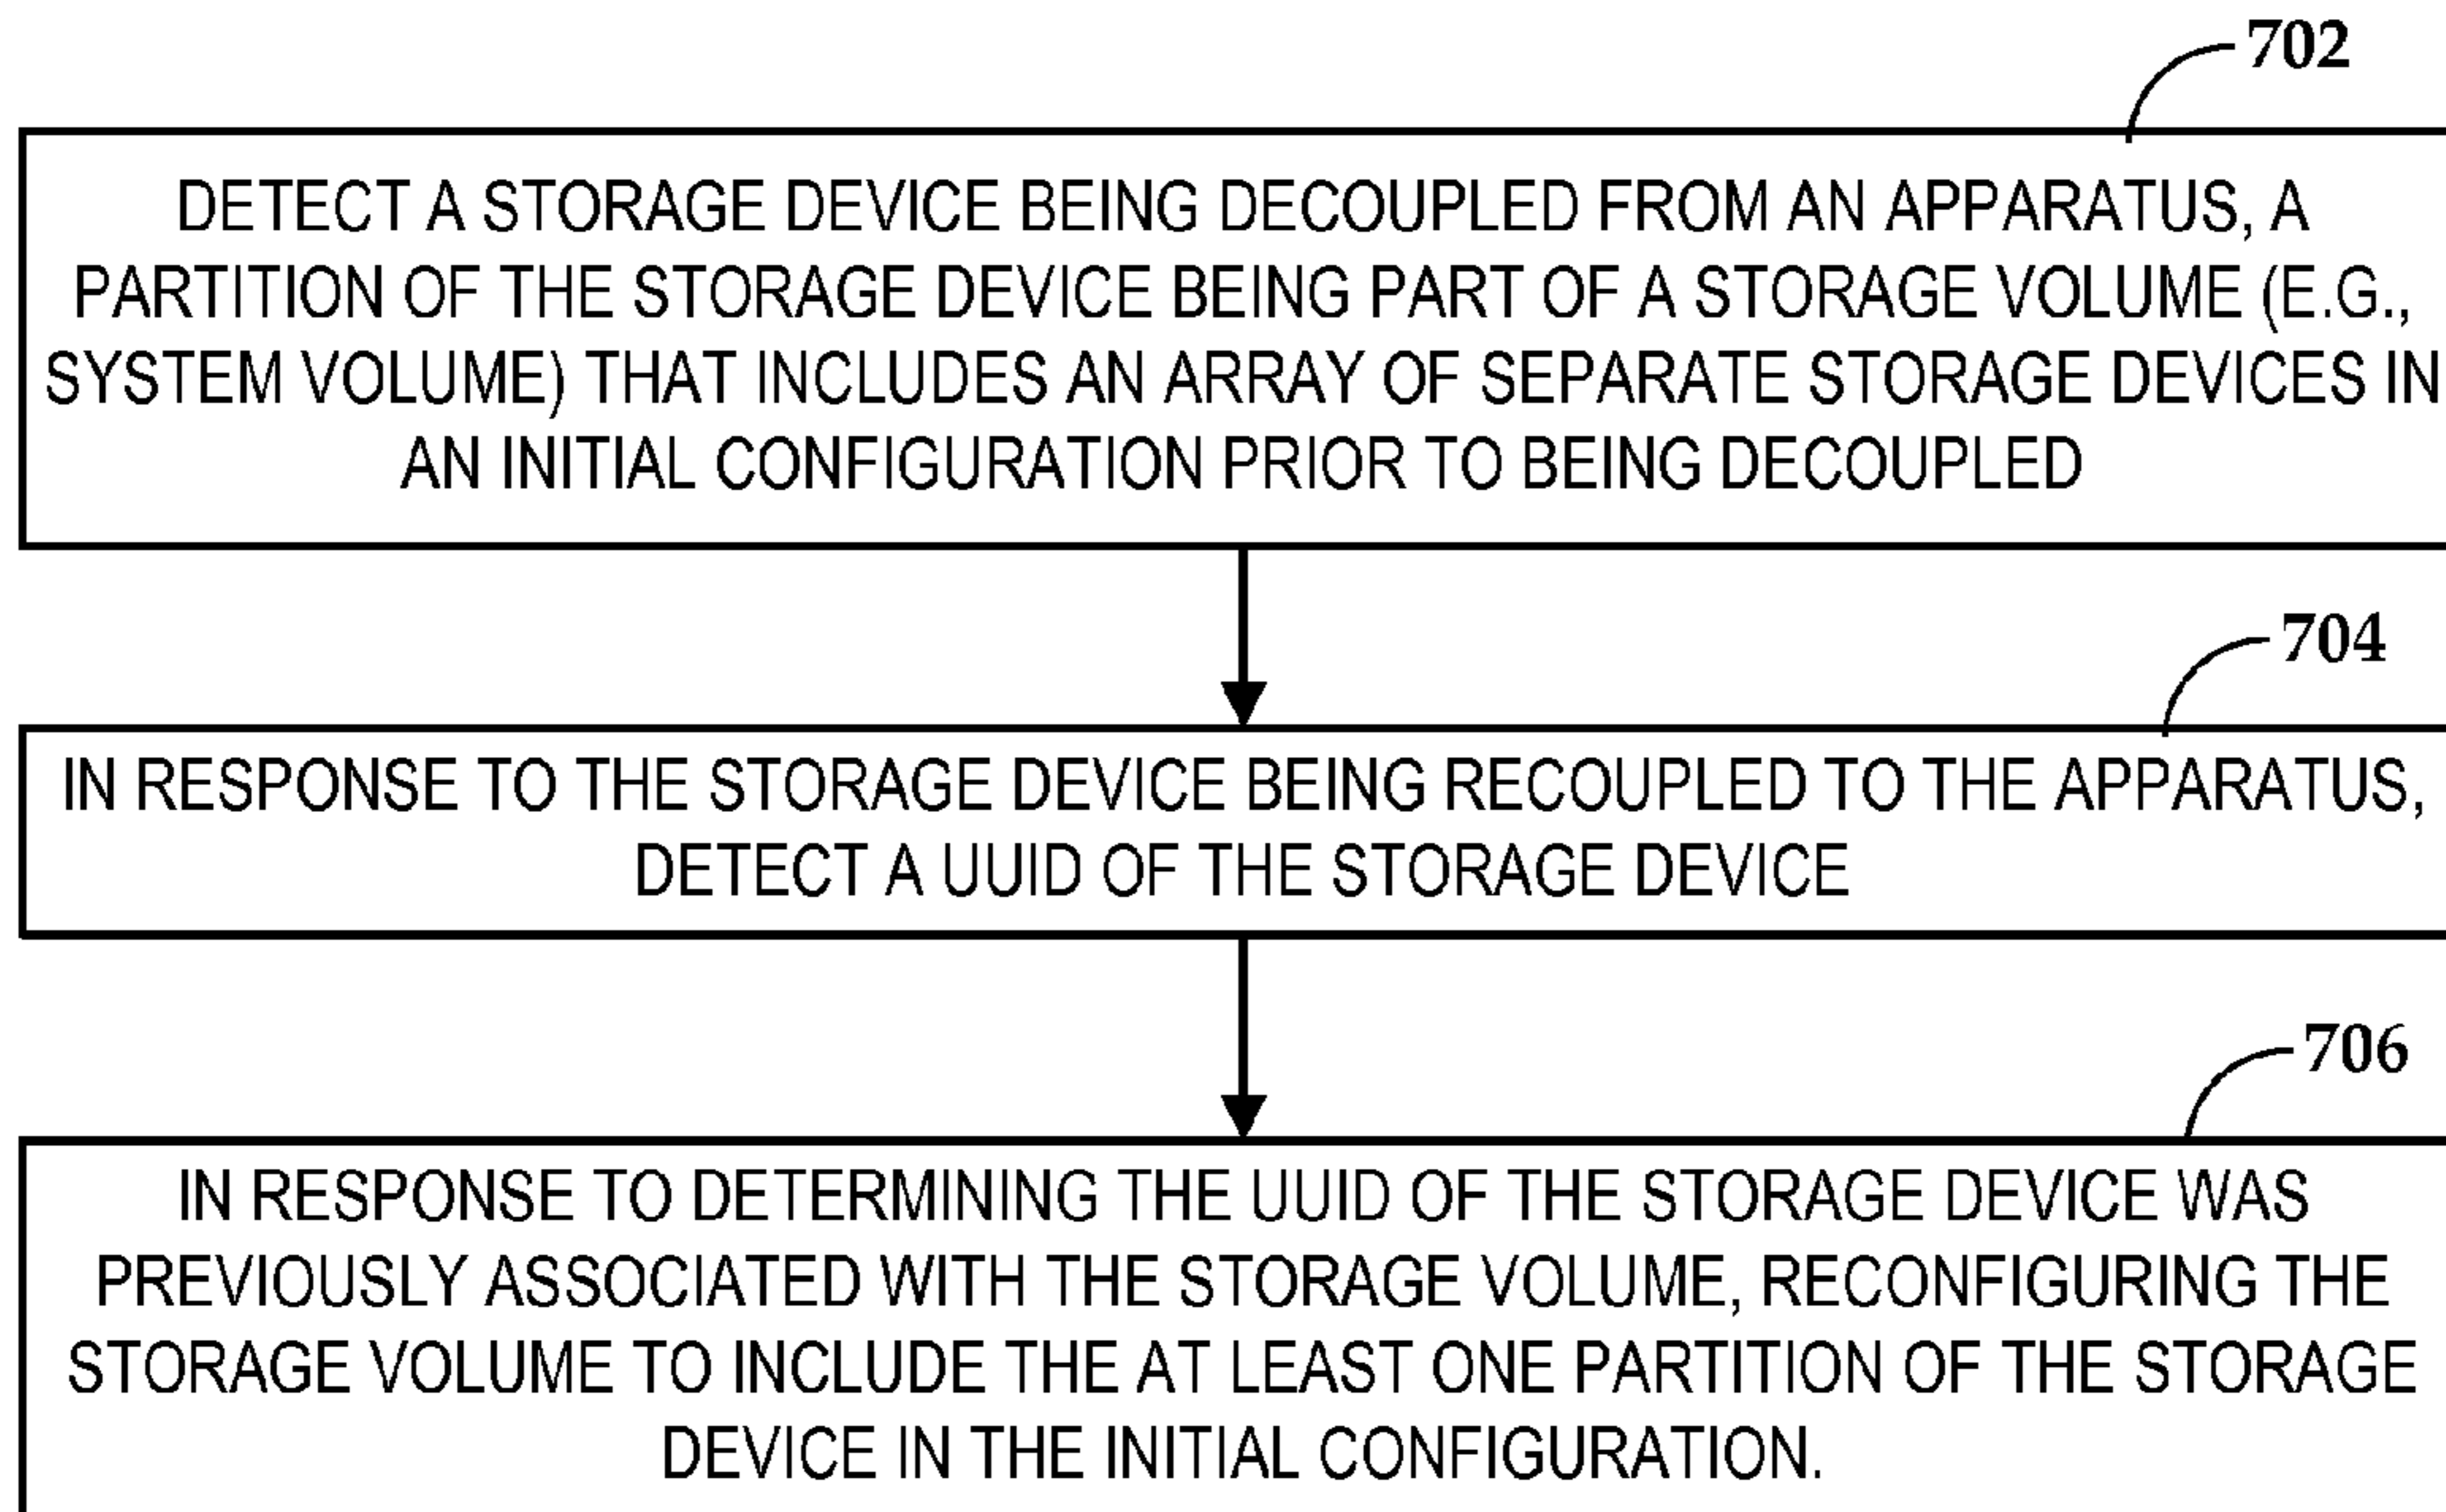 702
DETECT A STORAGE DEVICE BEING DECOUPLED FROM AN APPARATUS, A
PARTITION OF THE STORAGE DEVICE BEING PART OF A STORAGE VOLUME (E.G.,
SYSTEM VOLUME) THAT INCLUDES AN ARRAY OF SEPARATE STORAGE DEVICES IN
AN INITIAL CONFIGURATION PRIOR TO BEING DECOUPLED
704
IN RESPONSE TO THE STORAGE DEVICE BEING RECOUPLED TO THE APPARATUS,
DETECT A UUID OF THE STORAGE DEVICE
706
IN RESPONSE TO DETERMINING THE UUID OF THE STORAGE DEVICE WAS
PREVIOUSLY ASSOCIATED WITH THE STORAGE VOLUME, RECONFIGURING THE
STORAGE VOLUME TO INCLUDE THE AT LEAST ONE PARTITION OF THE STORAGE
DEVICE IN THE INITIAL CONFIGURATION.